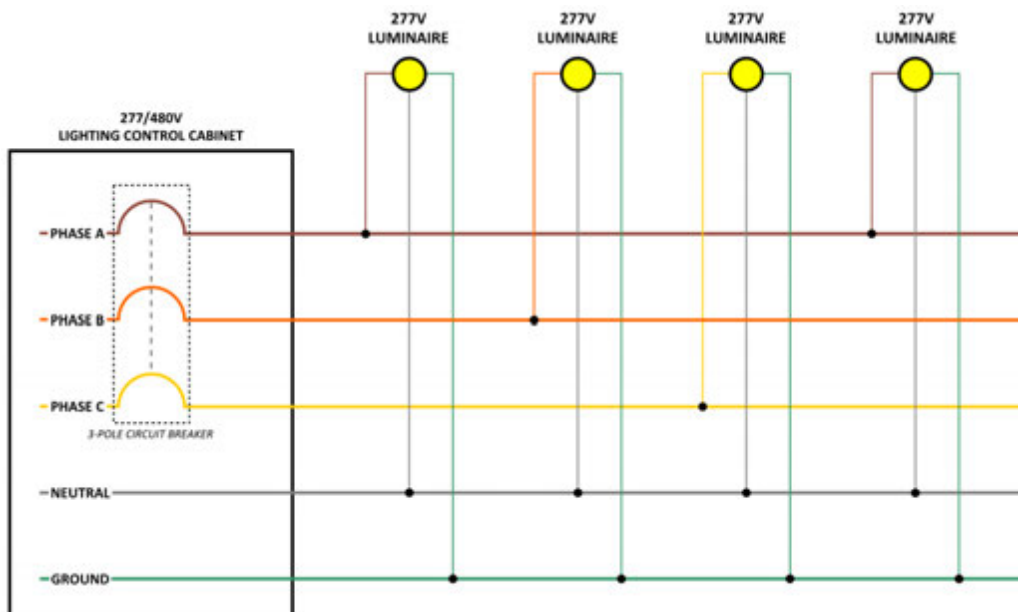 277V
LUMINAIRE
277V
LUMINAIRE
277V
LUMINAIRE
277V
LUMINAIRE
277/480V
LIGHTING CONTROL CABINET
PHASE A
PHASE B
PHASE C
3-POLE CIRCUIT BREAKER
NEUTRAL
GROUND